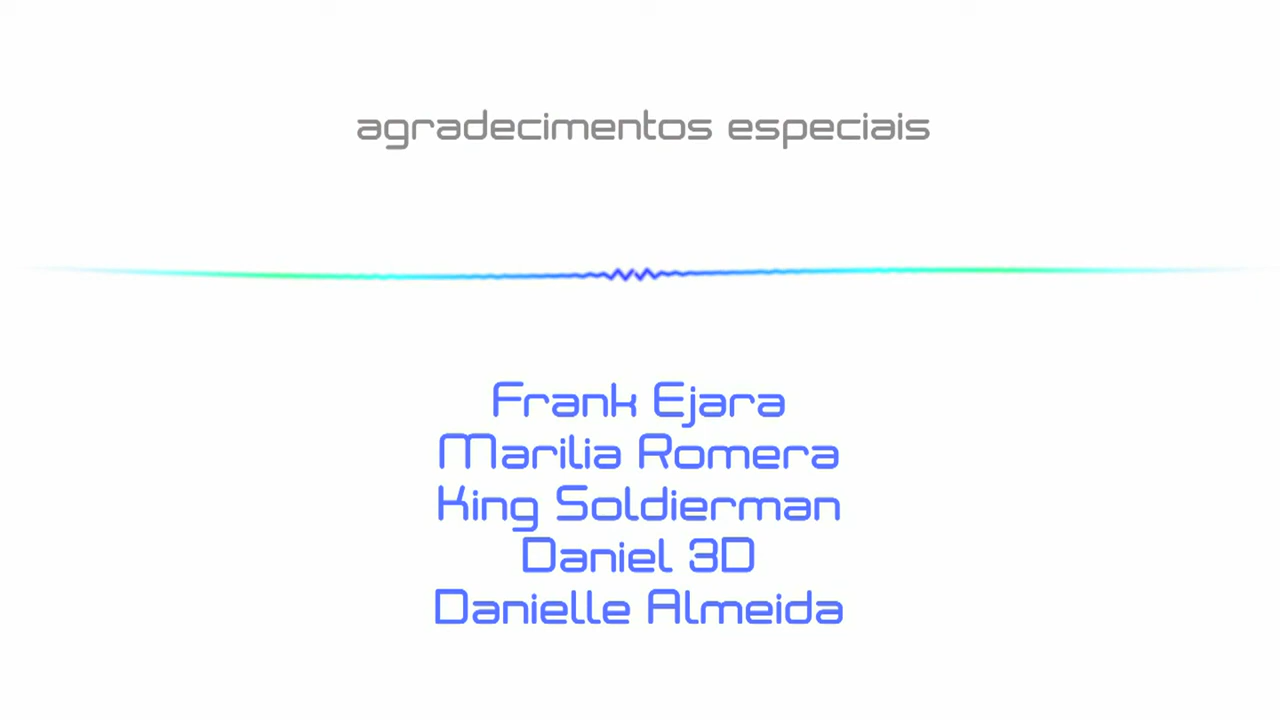 agradecimentos especiais
Frank Ejara
Marilia Romera
King Soldierman
Daniel 3D
Danielle Almeida